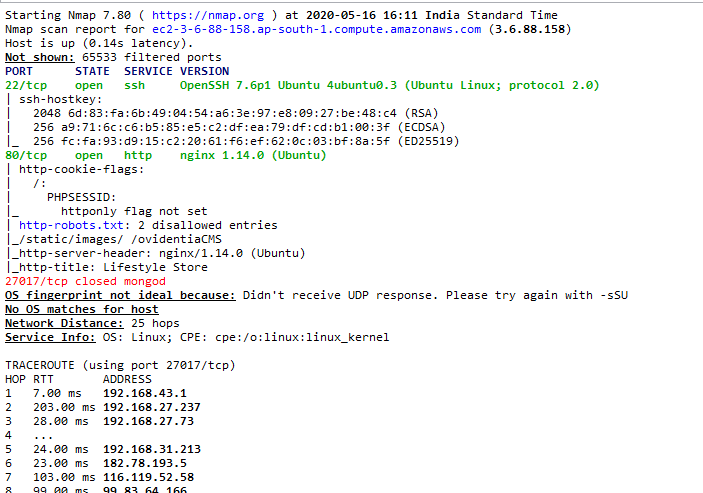 Starting Nmap 7.80 ( https://nmap.org ) at 2020-05-16 16:11 India Standard Time
Nmap scan report for ec2-3-6-88-158.ap-south-1.compute.amazonaws.com (3.6.88.158)
Host is up (0.14s latency).
Not shown: 65533 filtered ports
PORT      STATE  SERVICE VERSION
22/tcp    open   ssh     OpenSSH 7.6p1 Ubuntu 4ubuntu0.3 (Ubuntu Linux; protocol 2.0)
| ssh-hostkey:
|   2048 6d:83:fa:6b:49:04:54:a6:3e:97:e8:09:27:be:48:c4 (RSA)
|   256 a9:71:6c:c6:b5:85:e5:c2:df:ea:79:df:cd:b1:00:3f (ECDSA)
|_  256 fc:fa:93:d9:15:c2:20:61:f6:ef:62:0c:03:bf:8a:5f (ED25519)
80/tcp    open   http    nginx 1.14.0 (Ubuntu)
| http-cookie-flags:
|   /:
|     PHPSESSID:
|_      httponly flag not set
| http-robots.txt: 2 disallowed entries
|_/static/images/ /ovidentiaCMS
|_http-server-header: nginx/1.14.0 (Ubuntu)
|_http-title: Lifestyle Store
27017/tcp closed mongod
OS fingerprint not ideal because: Didn't receive UDP response. Please try again with -sSU
No OS matches for host
Network Distance: 25 hops
Service Info: OS: Linux; CPE: cpe:/o:linux:linux_kernel
TRACEROUTE (using port 27017/tcp)
HOP RTT       ADDRESS
1   7.00 ms   192.168.43.1
2   203.00 ms 192.168.27.237
3   28.00 ms  192.168.27.73
4   ...
5   24.00 ms  192.168.31.213
6   23.00 ms  182.78.193.5
7   103.00 ms 116.119.52.58
8   99.00 ms  99.83.64.166